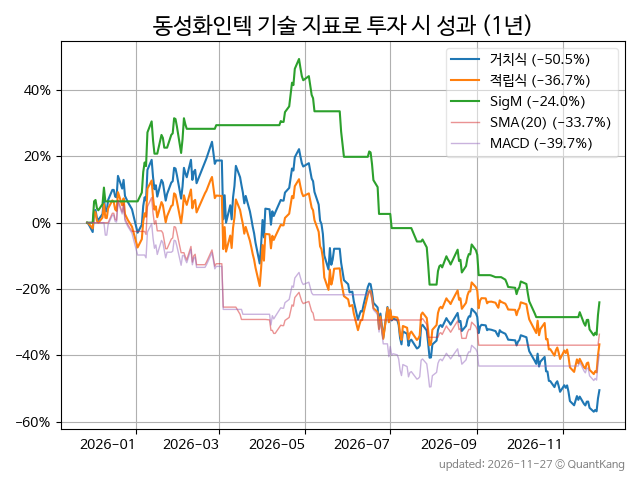 동성화인텍 기술 지표로 투자 시 성과 (1년)
거치식 (−50.5%)
적립식 (−36.7%)
SigM (−24.0%)
SMA(20) (−33.7%)
MACD (−39.7%)
40%
20%
0%
−20%
−40%
−60%
2026-01 2026-03 2026-05 2026-07 2026-09 2026-11
updated: 2026-11-27 © QuantKang